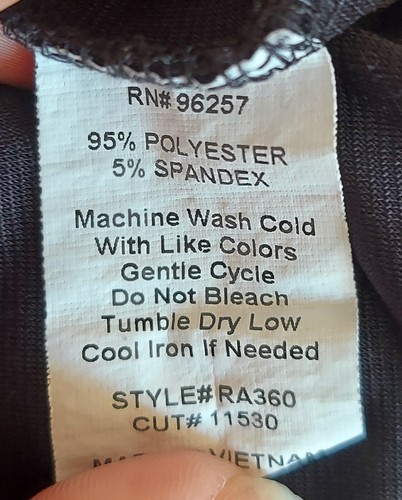 RN# 96257
95% POLYESTER
5% SPANDEX
Machine Wash Cold
With Like Colors
Gentle Cycle
Do Not Bleach
Tumble Dry Low
Cool Iron If Needed
STYLE# RA360
CUT# 11530
VIETNAM